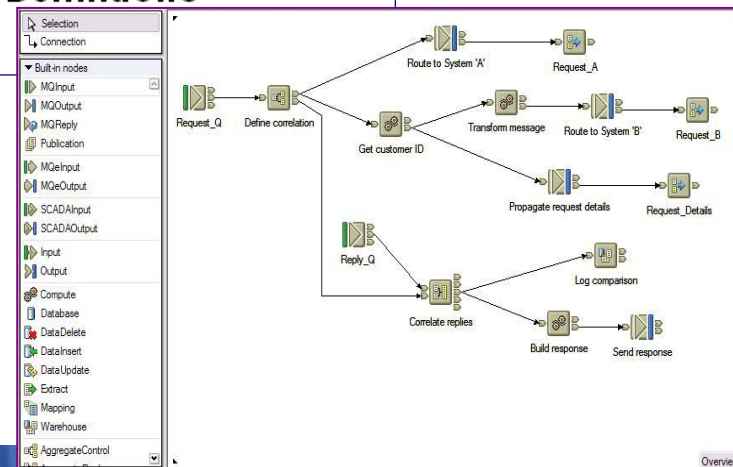 Selection
Connection
Built-in nodes
MQInput
MQOutput
MQReply
Publication
MQeInput
MQeOutput
SCADAInput
SCADAOutput
Input
Output
Compute
Database
DataDelete
DataInsert
DataUpdate
Extract
Mapping
Warehouse
AggregateControl
Route to System 'A'
Request_A
Request_Q
Define correlation
Get customer ID
Transform message
Route to System 'B'
Request_B
Propagate request details
Request_Details
Reply_Q
Log comparison
Correlate replies
Build response
Send response